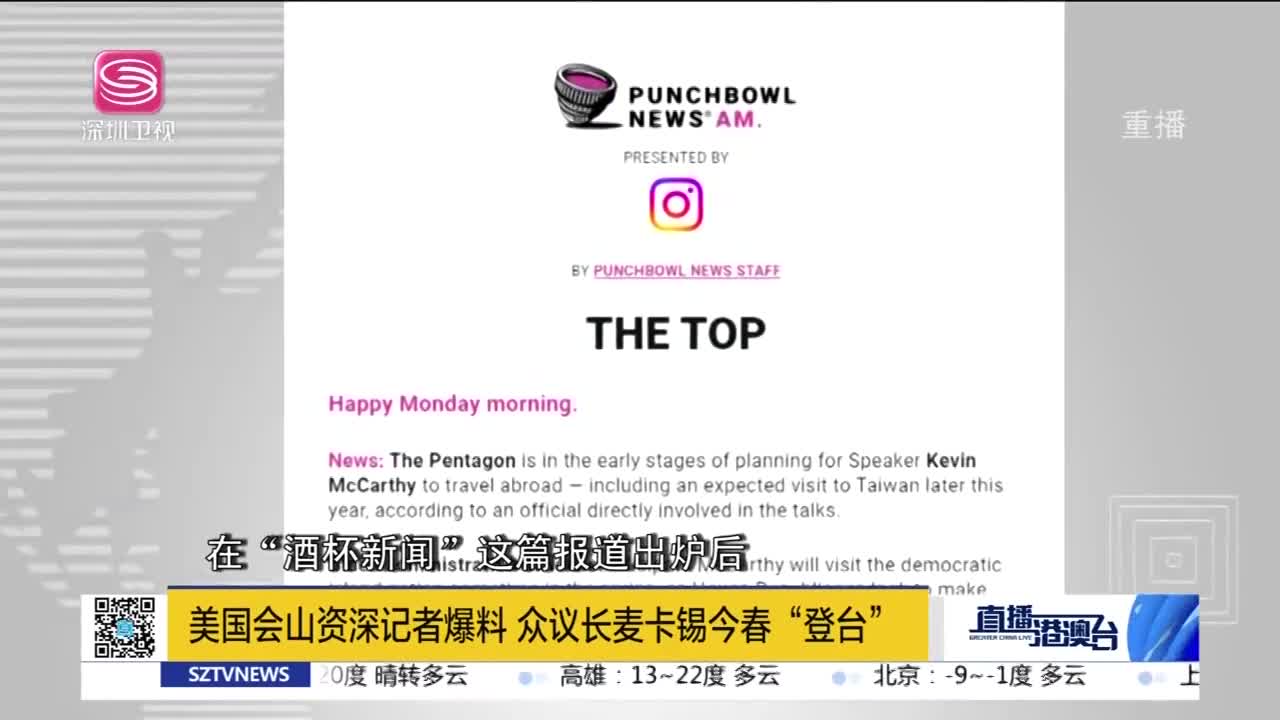 深圳卫视
重播
PUNCHBOWL
NEWS AM.
PRESENTED BY
BY PUNCHBOWL NEWS STAFF
THE TOP
Happy Monday morning.
News: The Pentagon is in the early stages of planning for Speaker Kevin
McCarthy to travel abroad — including an expected visit to Taiwan later this
year, according to an official directly involved in the talks.
McCarthy will visit the democratic
在“酒杯新闻”这篇报道出炉后
make
美国会山资深记者爆料 众议长麦卡锡今春“登台”
直播港澳台
GREATER CHINA LIVE
SZTVNEWS 20度 晴转多云 高雄：13~22度 多云 北京：-9~-1度 多云 上